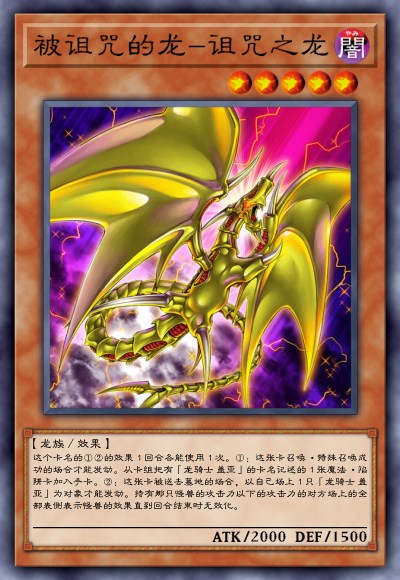 被诅咒的龙-诅咒之龙
やみ
闇
【龙族/效果】
这个卡名的①②的效果1回合各能使用1次。①：这张卡召唤·特殊召唤成
功的场合才能发动。从卡组把有「龙骑士 盖亚」的卡名记述的1张魔法·陷
阱卡加入手卡。②：这张卡被送去墓地的场合，以自己场上1只「龙骑士 盖
亚」为对象才能发动。持有那只怪兽的攻击力以下的攻击力的对方场上的全
部表侧表示怪兽的效果直到回合结束时无效化。
ATK/2000 DEF/1500